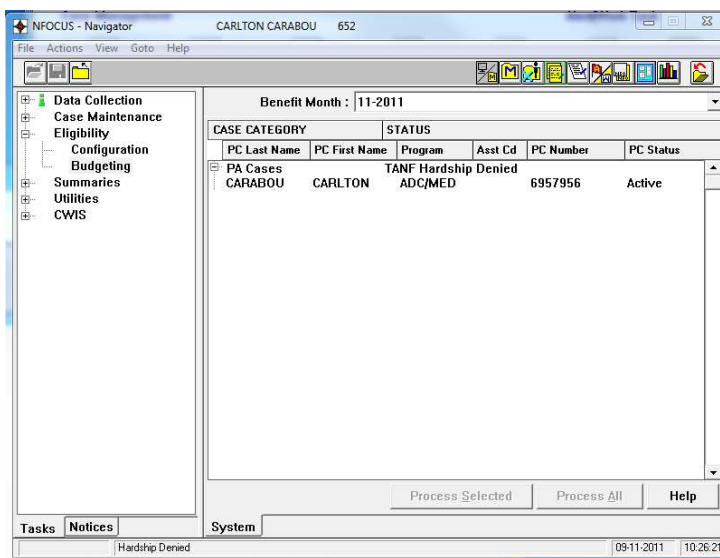 NFOCUS - Navigator CARLTON CARABOU 652
File Actions View Goto Help
Data Collection
Case Maintenance
Eligibility
Configuration
Budgeting
Summaries
Utilities
CWIS
Benefit Month : 11-2011
CASE CATEGORY STATUS
PC Last Name PC First Name Program Asst Cd PC Number PC Status
PA Cases TANF Hardship Denied
CARABOU CARLTON ADC/MED 6957956 Active
Process Selected Process All Help
Tasks Notices System
Hardship Denied 09-11-2011 10:26:21